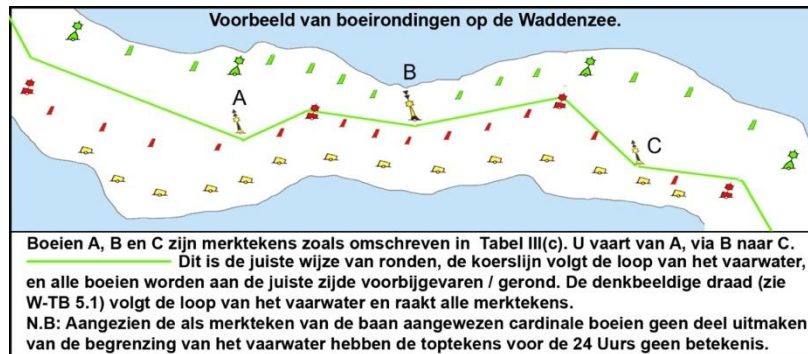 Voorbeeld van boeirondingen op de Waddenzee.
B
A
C
Boeien A, B en C zijn merktekens zoals omschreven in Tabel III(c). U vaart van A, via B naar C.
Dit is de juiste wijze van ronden, de koerslijn volgt de loop van het vaarwater,
en alle boeien worden aan de juiste zijde voorbijgevaren / gerond. De denkbeeldige draad (zie
W-TB 5.1) volgt de loop van het vaarwater en raakt alle merktekens.
N.B: Aangezien de als merkteken van de baan aangewezen cardinale boeien geen deel uitmaken
van de begrenzing van het vaarwater hebben de toptekens voor de 24 Uurs geen betekenis.